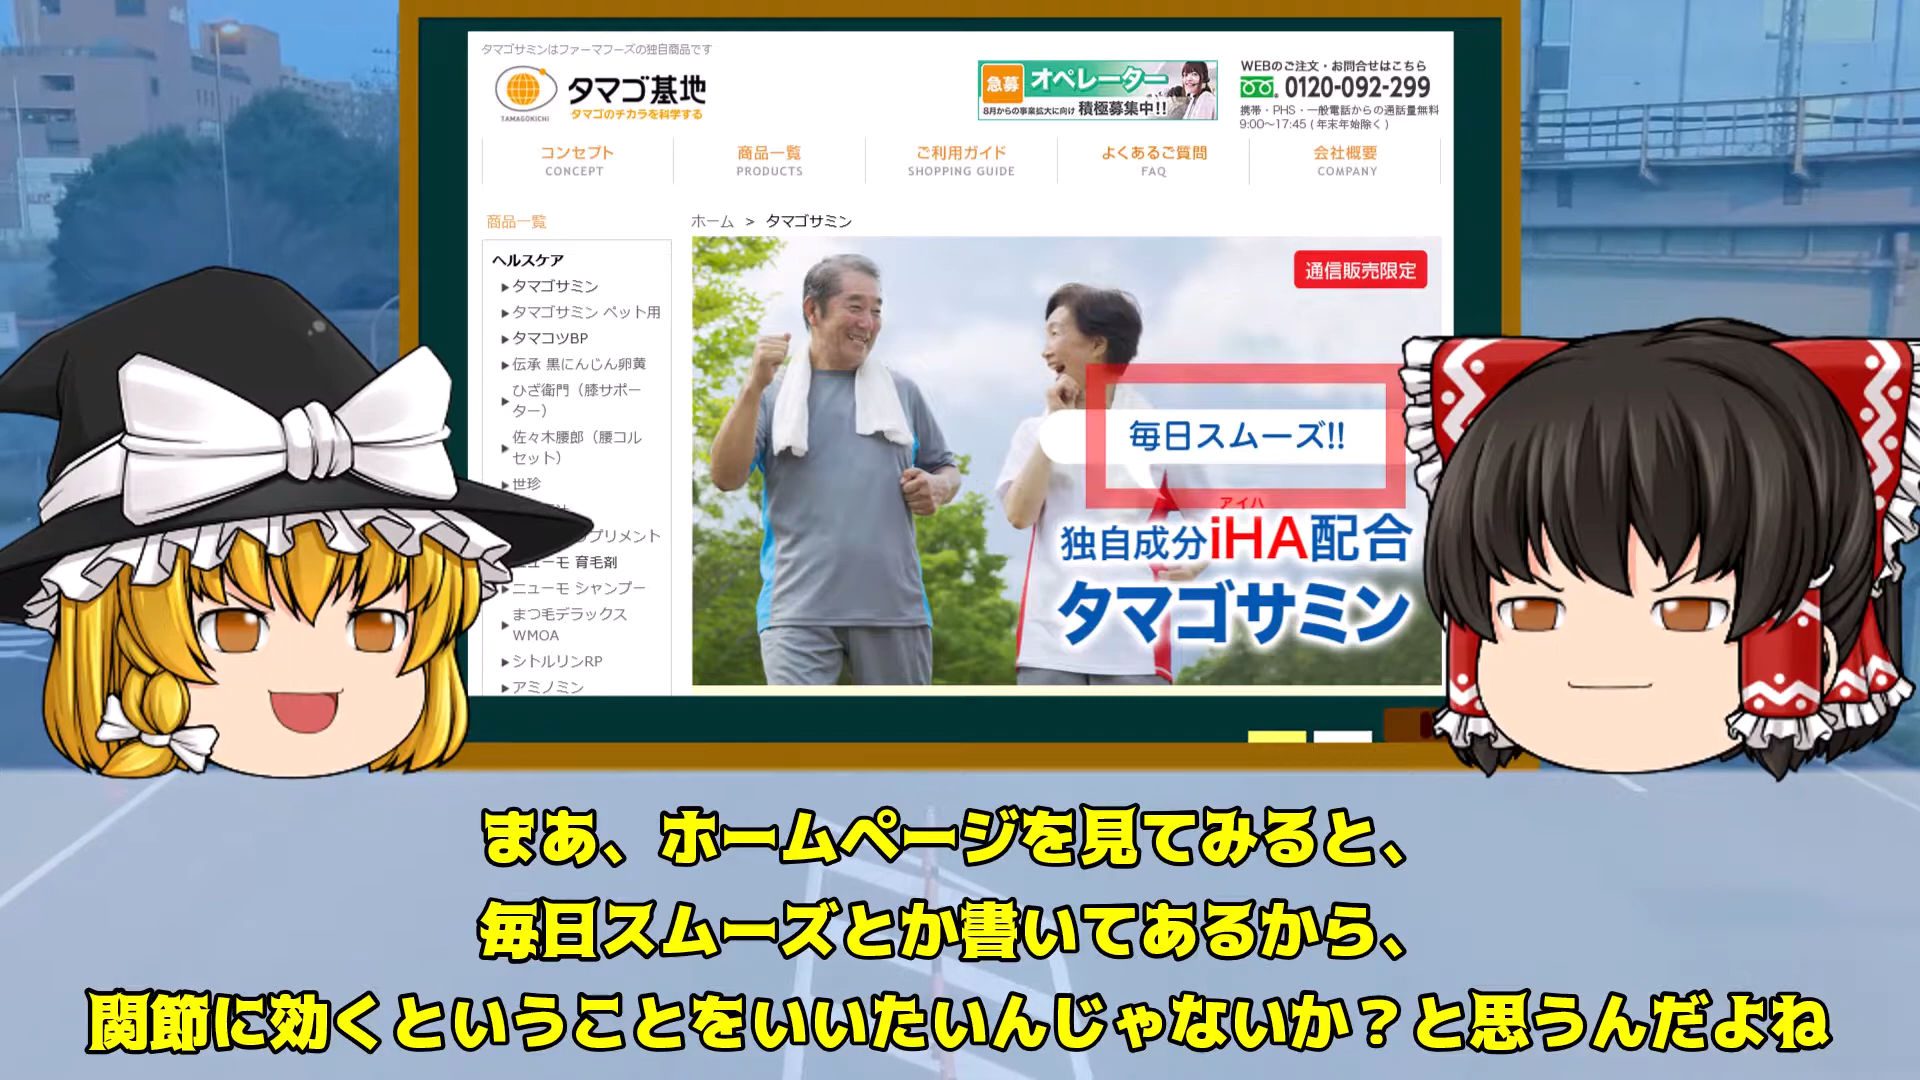 タマゴサミンはファーマフーズの独自商品です
タマゴ基地
TAMAGOKICHI
タマゴのチカラを科学する
急募
オペレーター
8月からの事業拡大に向け 積極募集中!!
WEBのご注文・お問合せはこちら
0120-092-299
携帯・PHS・一般電話からの通話量無料
9:00〜17:45 ( 年末年始除く )
コンセプト
CONCEPT
商品一覧
PRODUCTS
ご利用ガイド
SHOPPING GUIDE
よくあるご質問
FAQ
会社概要
COMPANY
商品一覧
ホーム > タマゴサミン
ヘルスケア
タマゴサミン
タマゴサミン ペット用
タマコツBP
伝承 黒にんじん卵黄
ひざ衛門（膝サポー
ター）
佐々木腰郎（腰コル
セット）
世珍
プリメント
ューモ 育毛剤
ニューモ シャンプー
まつ毛デラックス
WMOA
シトルリンRP
アミノミン
通信販売限定
毎日スムーズ!!
アイハ
独自成分iHA配合
タマゴサミン
まあ、ホームページを見てみると、
毎日スムーズとか書いてあるから、
関節に効くということをいいたいんじゃないか？と思うんだよね